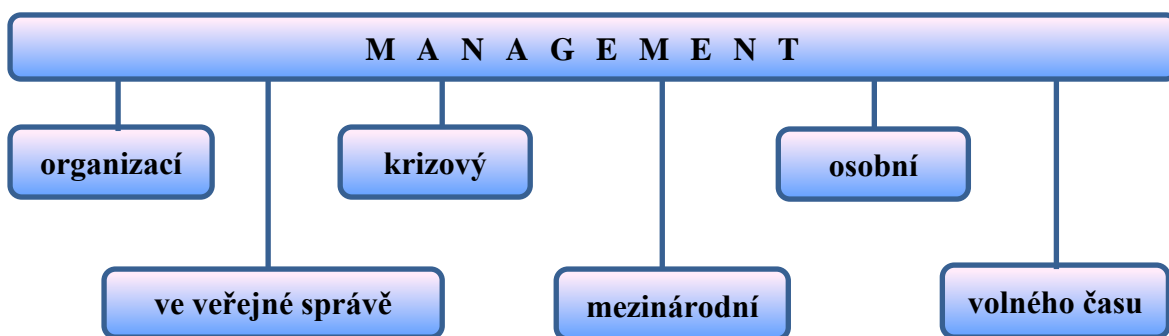 M A N A G E M E N T
organizací
krizový
osobní
ve veřejné správě
mezinárodní
volného času